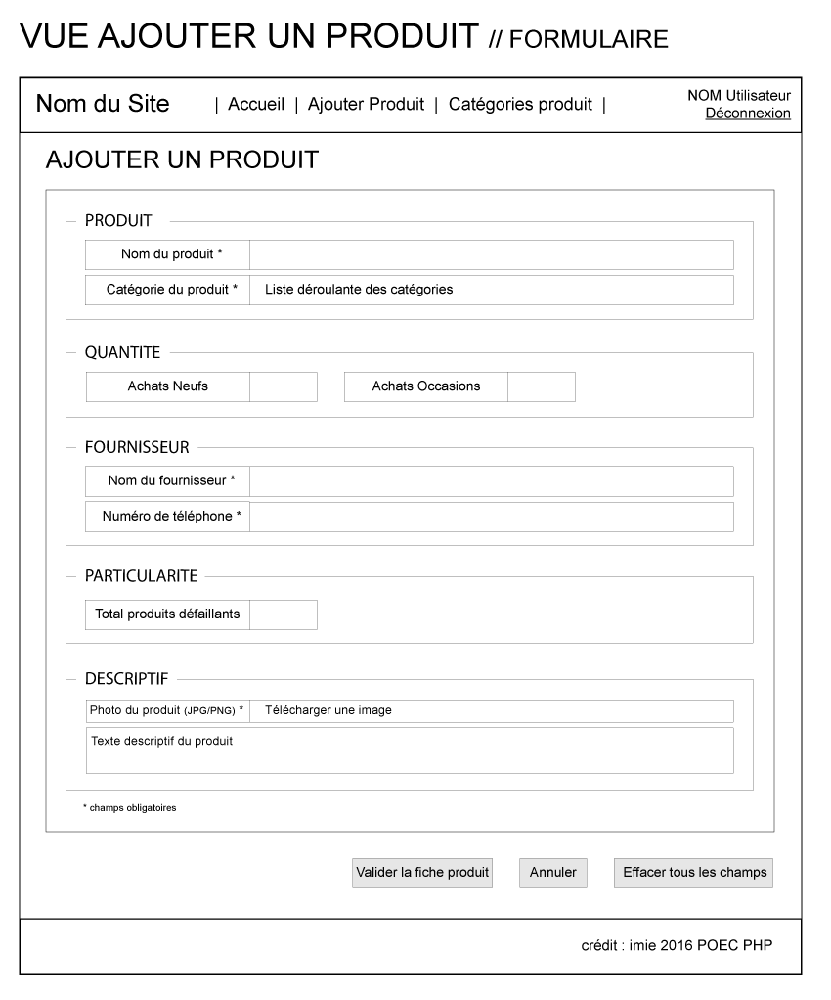 VUE AJOUTER UN PRODUIT // FORMULAIRE
Nom du Site | Accueil | Ajouter Produit | Catégories produit |
NOM Utilisateur
Déconnexion
AJOUTER UN PRODUIT
PRODUIT
Nom du produit *
Catégorie du produit * Liste déroulante des catégories
QUANTITE
Achats Neufs Achats Occasions
FOURNISSEUR
Nom du fournisseur *
Numéro de téléphone *
PARTICULARITE
Total produits défaillants
DESCRIPTIF
Photo du produit (JPG/PNG) * Télécharger une image
Texte descriptif du produit
* champs obligatoires
Valider la fiche produit Annuler Effacer tous les champs
crédit : imie 2016 POEC PHP